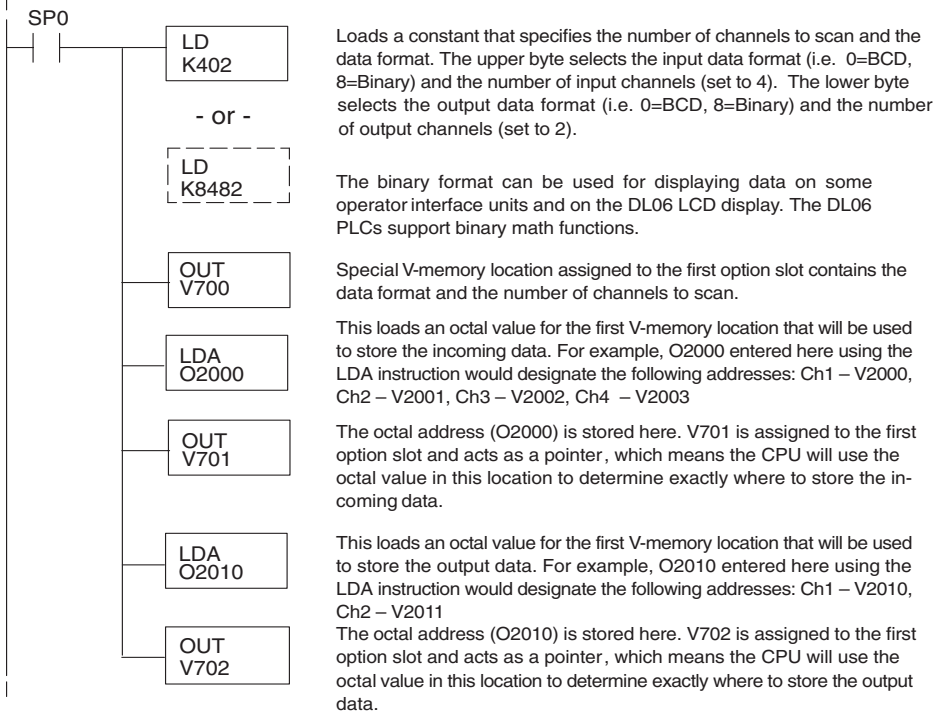 SP0
LD
K402
Loads a constant that specifies the number of channels to scan and the
data format. The upper byte selects the input data format (i.e. 0=BCD,
8=Binary) and the number of input channels (set to 4). The lower byte
selects the output data format (i.e. 0=BCD, 8=Binary) and the number
of output channels (set to 2).
- or -
LD
K8482
The binary format can be used for displaying data on some
operator interface units and on the DL06 LCD display. The DL06
PLCs support binary math functions.
OUT
V700
Special V-memory location assigned to the first option slot contains the
data format and the number of channels to scan.
LDA
O2000
This loads an octal value for the first V-memory location that will be used
to store the incoming data. For example, O2000 entered here using the
LDA instruction would designate the following addresses: Ch1 – V2000,
Ch2 – V2001, Ch3 – V2002, Ch4 – V2003
OUT
V701
The octal address (O2000) is stored here. V701 is assigned to the first
option slot and acts as a pointer, which means the CPU will use the
octal value in this location to determine exactly where to store the in-
coming data.
LDA
O2010
This loads an octal value for the first V-memory location that will be used
to store the output data. For example, O2010 entered here using the
LDA instruction would designate the following addresses: Ch1 – V2010,
Ch2 – V2011
OUT
V702
The octal address (O2010) is stored here. V702 is assigned to the first
option slot and acts as a pointer, which means the CPU will use the
octal value in this location to determine exactly where to store the output
data.